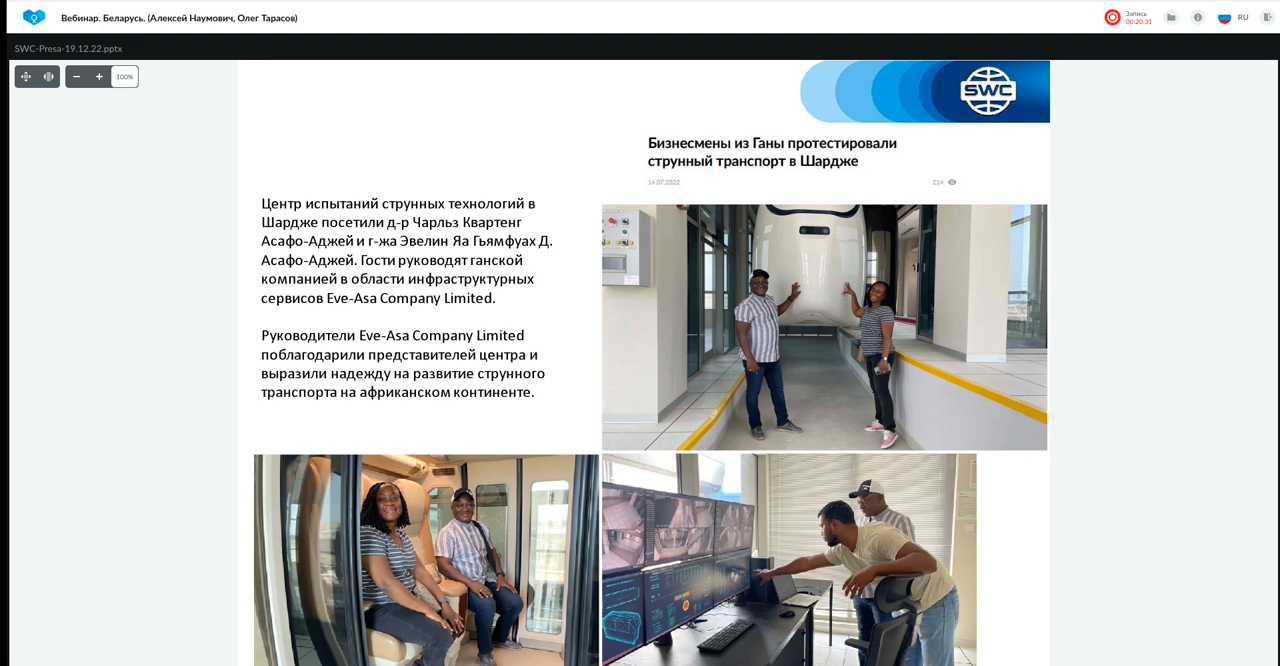 Вебинар. Беларусь. (Алексей Наумович, Олег Тарасов)
Запись
00:20:31
RU
SWC-Presa-19.12.22.pptx
100%
SWC
Бизнесмены из Ганы протестировали
струнный транспорт в Шардже
14.07.2022
214
Центр испытаний струнных технологий в
Шардже посетили д-р Чарльз Квартенг
Асафо-Аджей и г-жа Эвелин Яа Гьямфуах Д.
Асафо-Аджей. Гости руководят ганской
компанией в области инфраструктурных
сервисов Eve-Asa Company Limited.
Руководители Eve-Asa Company Limited
поблагодарили представителей центра и
выразили надежду на развитие струнного
транспорта на африканском континенте.